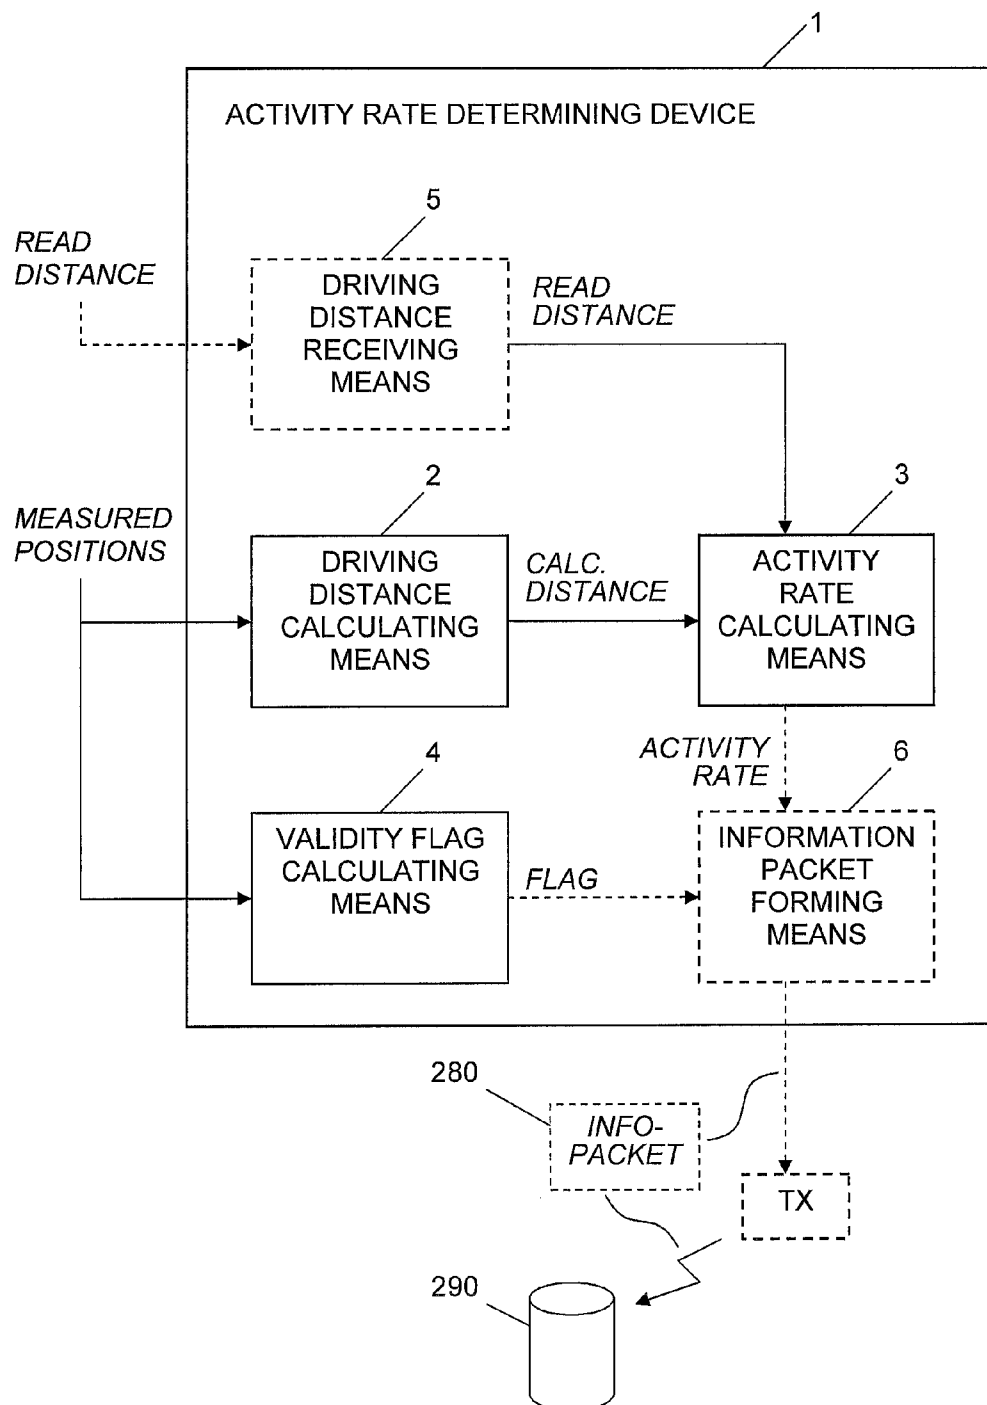 1
ACTIVITY RATE DETERMINING DEVICE
5
READ
DISTANCE
DRIVING
DISTANCE
RECEIVING
MEANS
READ
DISTANCE
2
3
MEASURED
POSITIONS
DRIVING
DISTANCE
CALCULATING
MEANS
CALC.
DISTANCE
ACTIVITY
RATE
CALCULATING
MEANS
4
ACTIVITY
RATE
6
VALIDITY FLAG
CALCULATING
MEANS
FLAG
INFORMATION
PACKET
FORMING
MEANS
280
INFO-
PACKET
TX
290